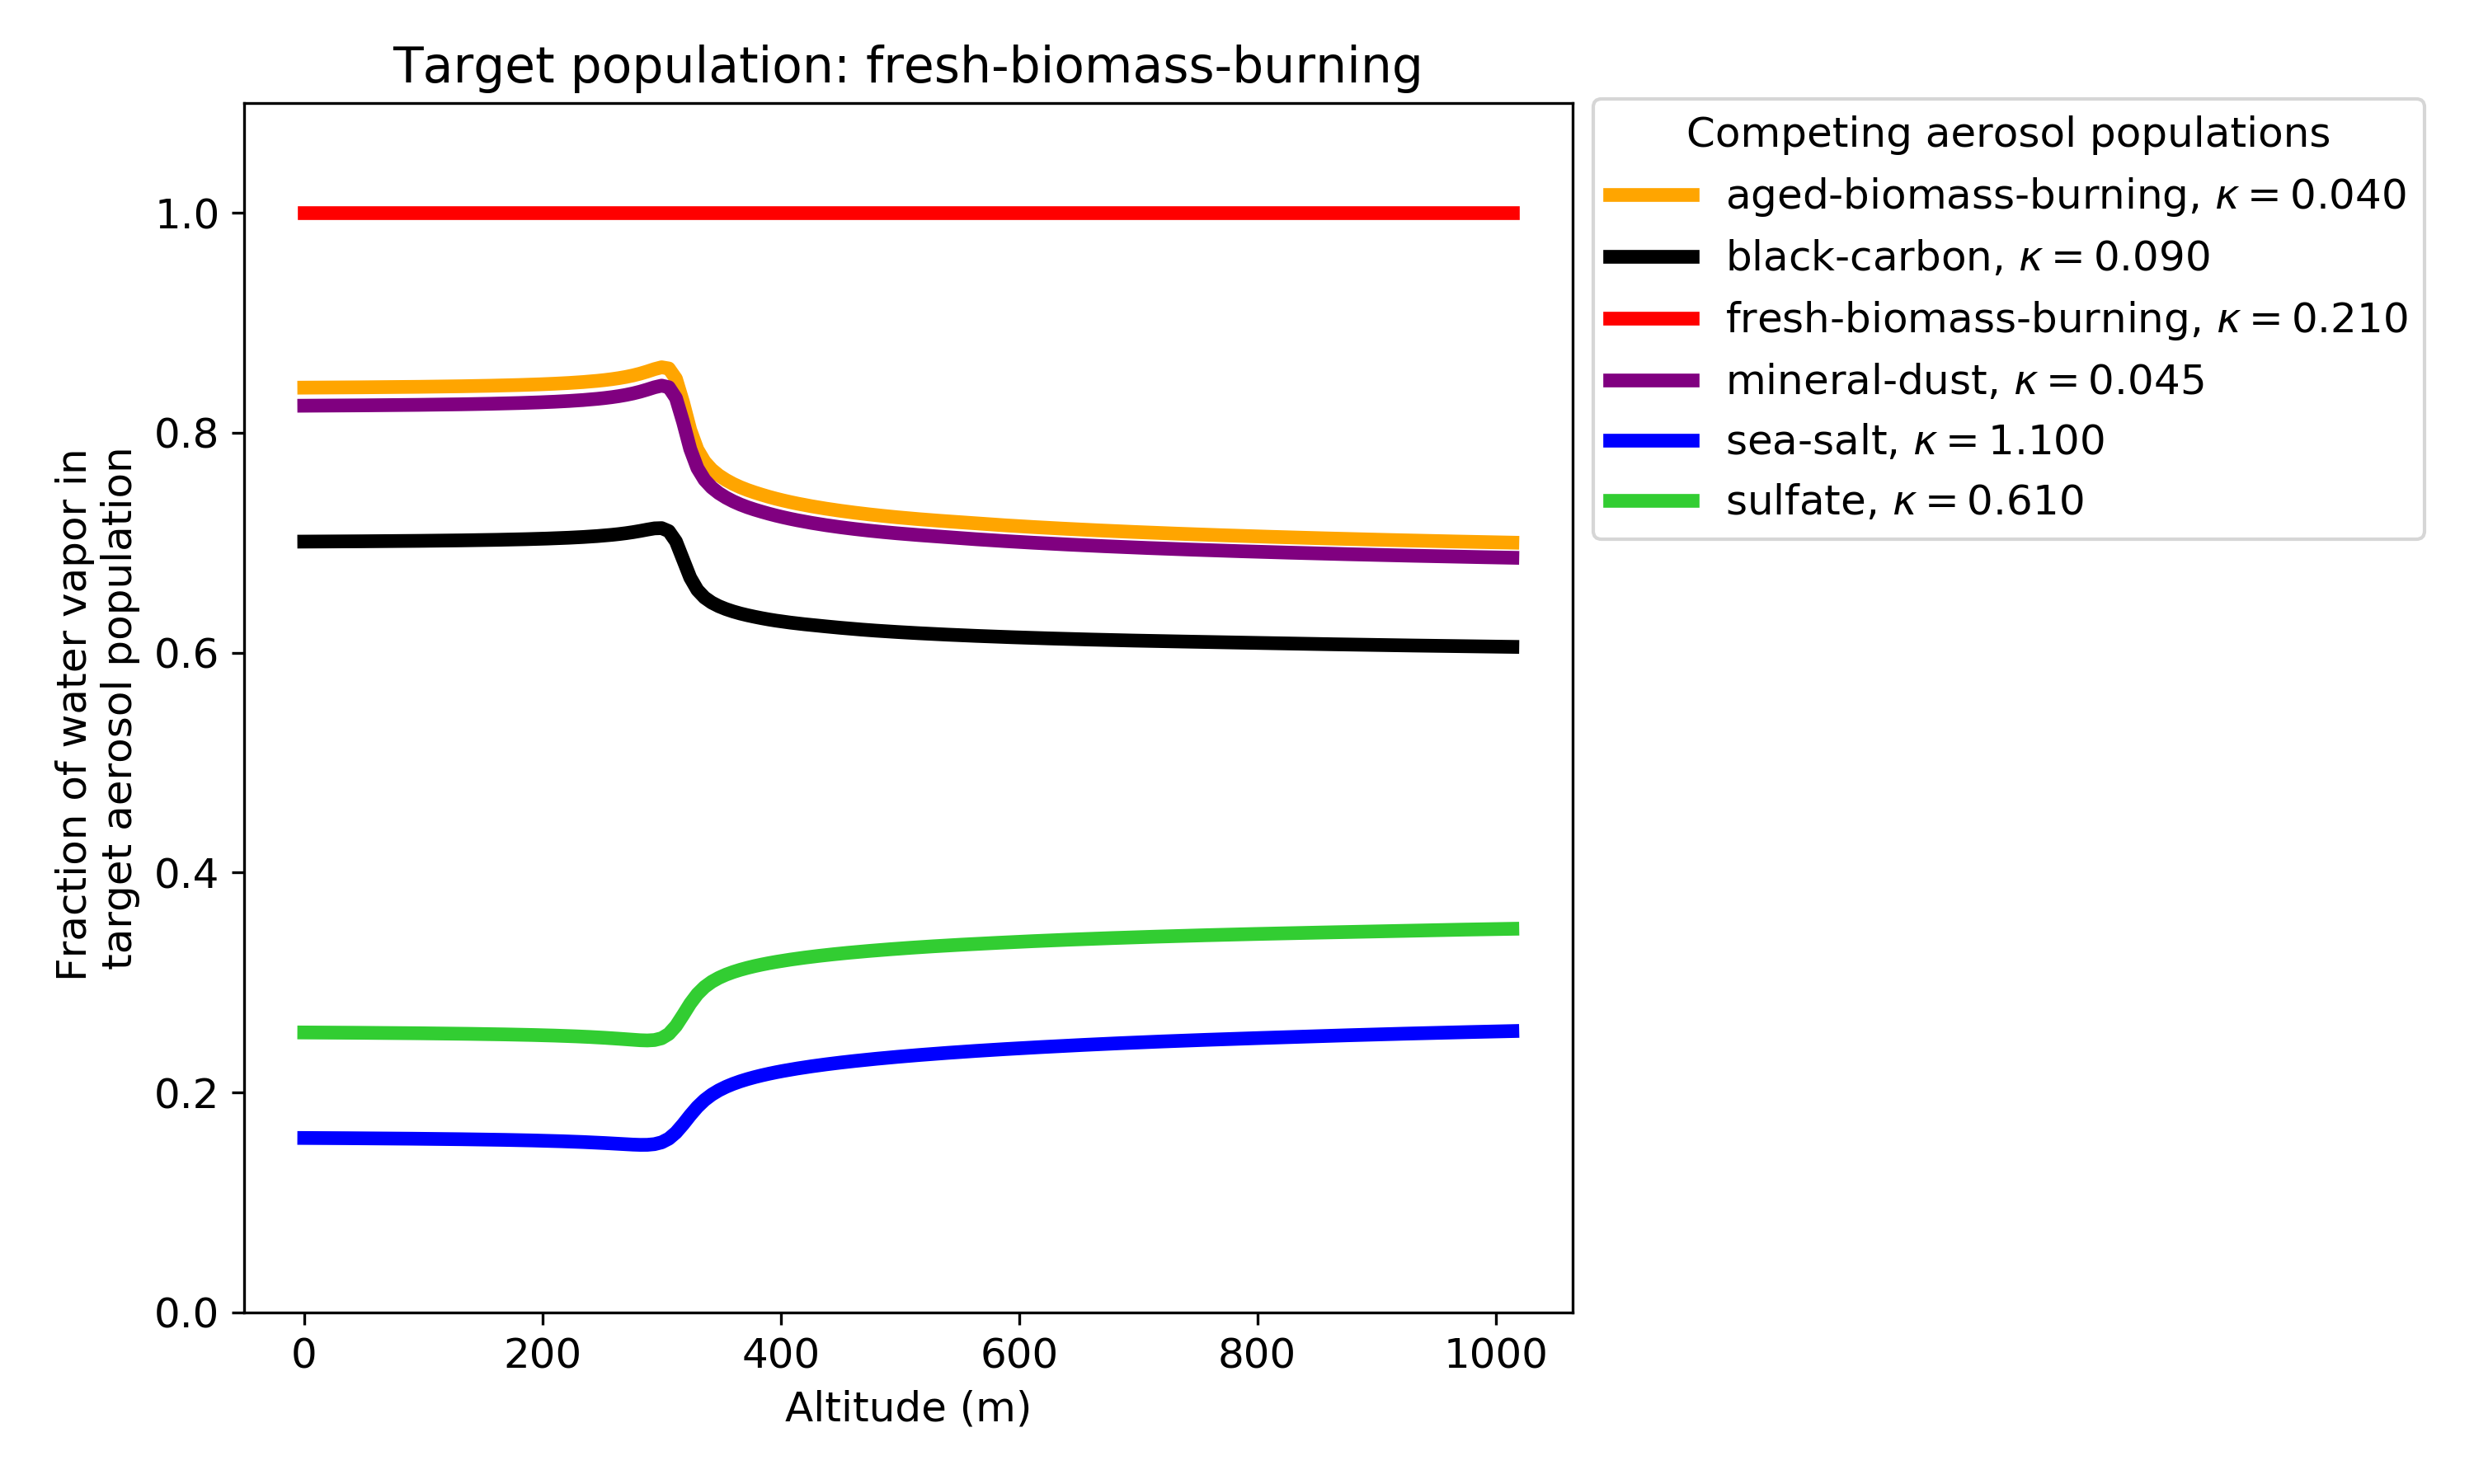 Target population: fresh-biomass-burning
Fraction of water vapor in
target aerosol population
1.0
0.8
0.6
0.4
0.2
0.0
0 200 400 600 800 1000
Altitude (m)
Competing aerosol populations
aged-biomass-burning, κ = 0.040
black-carbon, κ = 0.090
fresh-biomass-burning, κ = 0.210
mineral-dust, κ = 0.045
sea-salt, κ = 1.100
sulfate, κ = 0.610